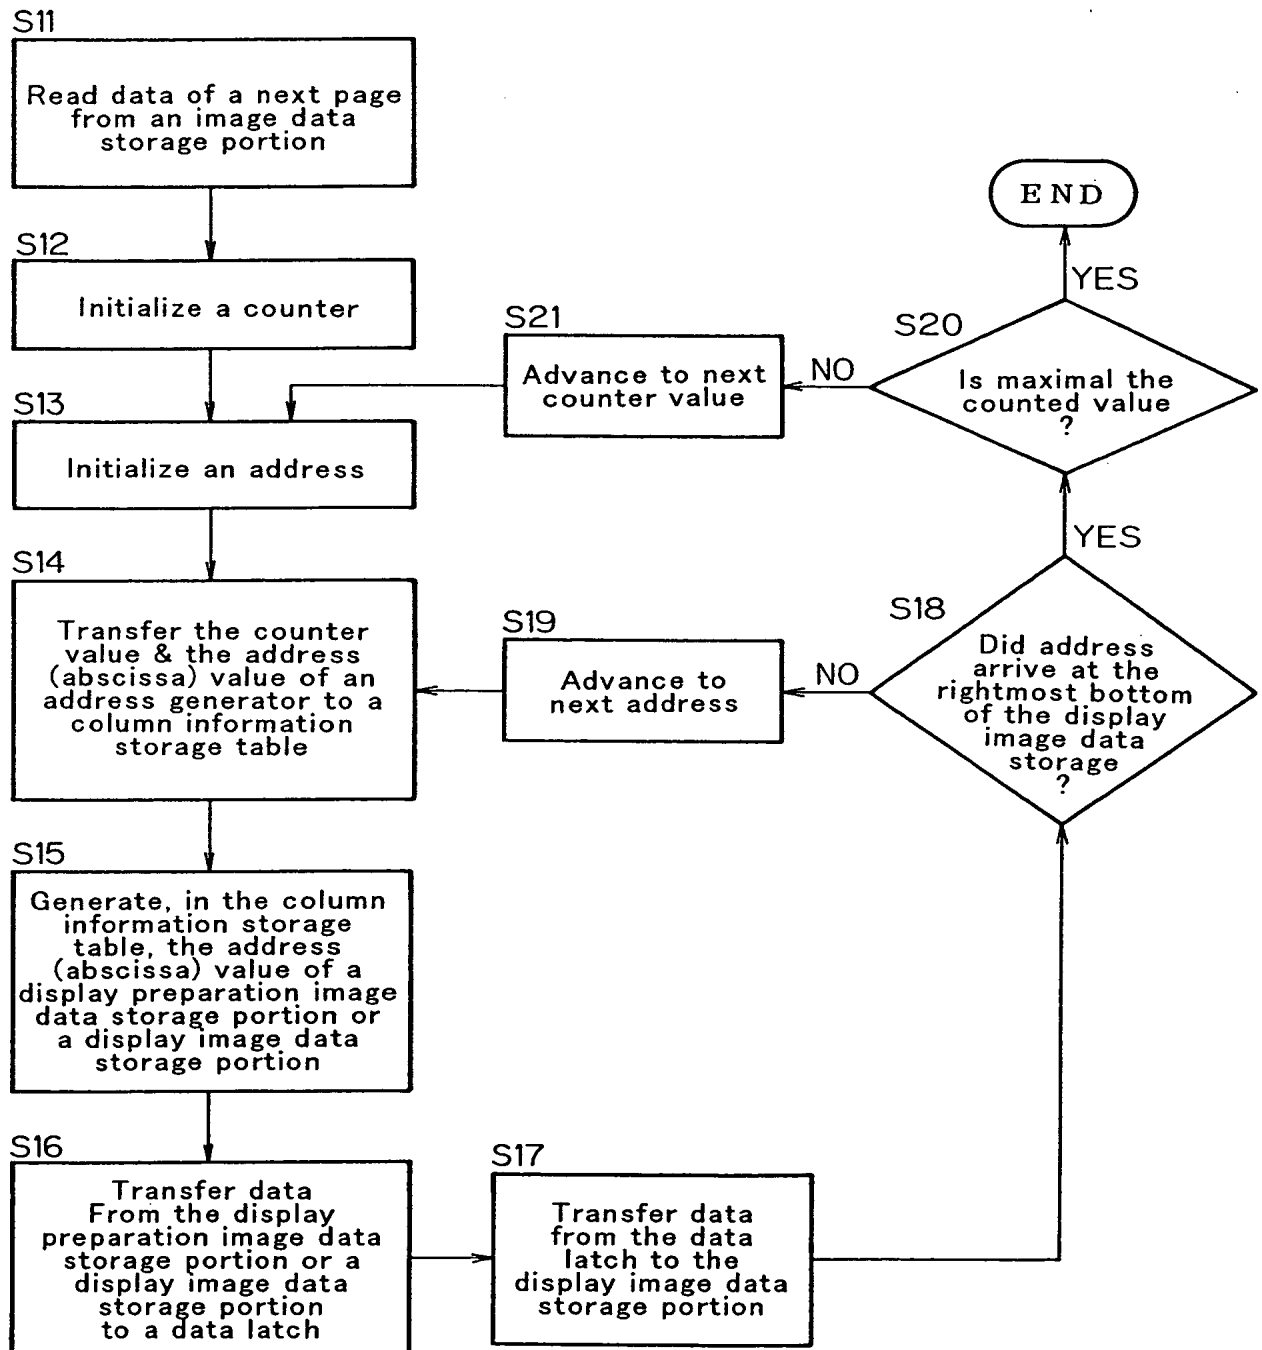 S11
Read data of a next page
from an image data
storage portion
S12
Initialize a counter
S13
Initialize an address
S14
Transfer the counter
value & the address
(abscissa) value of an
address generator to a
column information
storage table
S15
Generate, in the column
information storage
table, the address
(abscissa) value of a
display preparation image
data storage portion or
a display image data
storage portion
S16
Transfer data
From the display
preparation image data
storage portion or a
display image data
storage portion
to a data latch
S17
Transfer data
from the data
latch to the
display image data
storage portion
S18
Did address
arrive at the
rightmost bottom
of the display
image data
storage
?
NO
YES
S19
Advance to
next address
S20
Is maximal the
counted value
?
NO
YES
S21
Advance to next
counter value
END